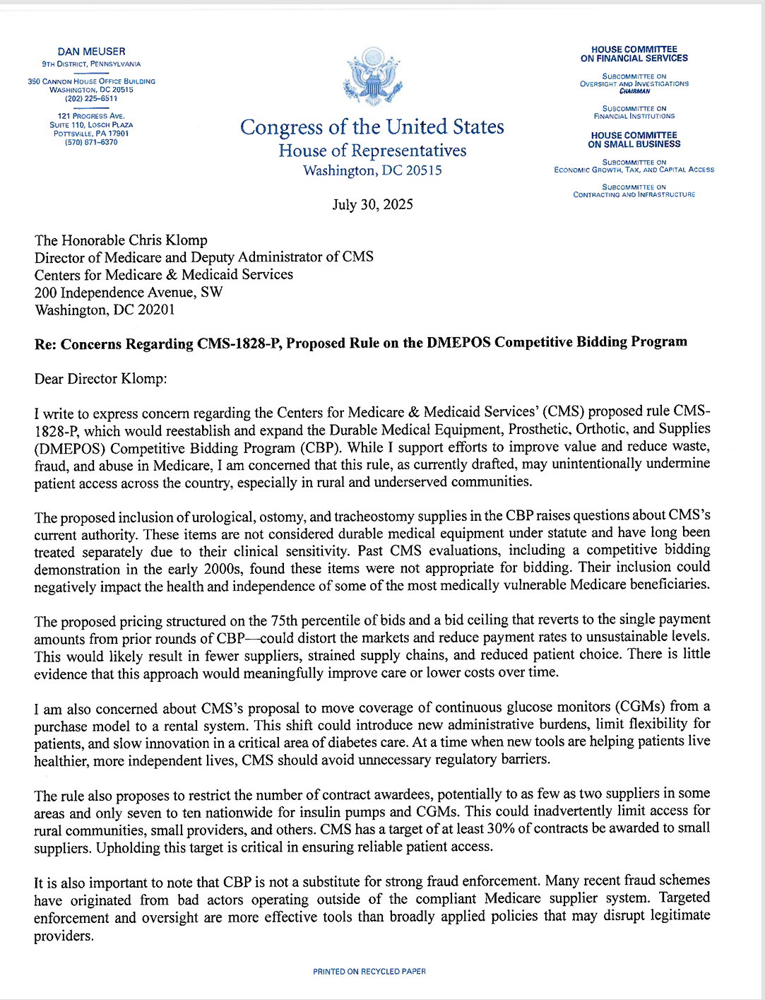 DAN MEUSER
9TH DISTRICT, PENNSYLVANIA
350 CANNON HOUSE OFFICE BUILDING
WASHINGTON, DC 20515
(202) 225–6511
121 PROGRESS AVE.
SUITE 110, LOSCH PLAZA
POTTSVILLE, PA 17901
(570) 871–6370
Congress of the United States
House of Representatives
Washington, DC 20515
HOUSE COMMITTEE
ON FINANCIAL SERVICES
SUBCOMMITTEE ON
OVERSIGHT AND INVESTIGATIONS
CHAIRMAN
SUBCOMMITTEE ON
FINANCIAL INSTITUTIONS
HOUSE COMMITTEE
ON SMALL BUSINESS
SUBCOMMITTEE ON
ECONOMIC GROWTH, TAX, AND CAPITAL ACCESS
SUBCOMMITTEE ON
CONTRACTING AND INFRASTRUCTURE
July 30, 2025
The Honorable Chris Klomp
Director of Medicare and Deputy Administrator of CMS
Centers for Medicare & Medicaid Services
200 Independence Avenue, SW
Washington, DC 20201
Re: Concerns Regarding CMS-1828-P, Proposed Rule on the DMEPOS Competitive Bidding Program
Dear Director Klomp:
I write to express concern regarding the Centers for Medicare & Medicaid Services' (CMS) proposed rule CMS-
1828-P, which would reestablish and expand the Durable Medical Equipment, Prosthetic, Orthotic, and Supplies
(DMEPOS) Competitive Bidding Program (CBP). While I support efforts to improve value and reduce waste,
fraud, and abuse in Medicare, I am concerned that this rule, as currently drafted, may unintentionally undermine
patient access across the country, especially in rural and underserved communities.
The proposed inclusion of urological, ostomy, and tracheostomy supplies in the CBP raises questions about CMS's
current authority. These items are not considered durable medical equipment under statute and have long been
treated separately due to their clinical sensitivity. Past CMS evaluations, including a competitive bidding
demonstration in the early 2000s, found these items were not appropriate for bidding. Their inclusion could
negatively impact the health and independence of some of the most medically vulnerable Medicare beneficiaries.
The proposed pricing structured on the 75th percentile of bids and a bid ceiling that reverts to the single payment
amounts from prior rounds of CBP—could distort the markets and reduce payment rates to unsustainable levels.
This would likely result in fewer suppliers, strained supply chains, and reduced patient choice. There is little
evidence that this approach would meaningfully improve care or lower costs over time.
I am also concerned about CMS's proposal to move coverage of continuous glucose monitors (CGMs) from a
purchase model to a rental system. This shift could introduce new administrative burdens, limit flexibility for
patients, and slow innovation in a critical area of diabetes care. At a time when new tools are helping patients live
healthier, more independent lives, CMS should avoid unnecessary regulatory barriers.
The rule also proposes to restrict the number of contract awardees, potentially to as few as two suppliers in some
areas and only seven to ten nationwide for insulin pumps and CGMs. This could inadvertently limit access for
rural communities, small providers, and others. CMS has a target of at least 30% of contracts be awarded to small
suppliers. Upholding this target is critical in ensuring reliable patient access.
It is also important to note that CBP is not a substitute for strong fraud enforcement. Many recent fraud schemes
have originated from bad actors operating outside of the compliant Medicare supplier system. Targeted
enforcement and oversight are more effective tools than broadly applied policies that may disrupt legitimate
providers.
PRINTED ON RECYCLED PAPER